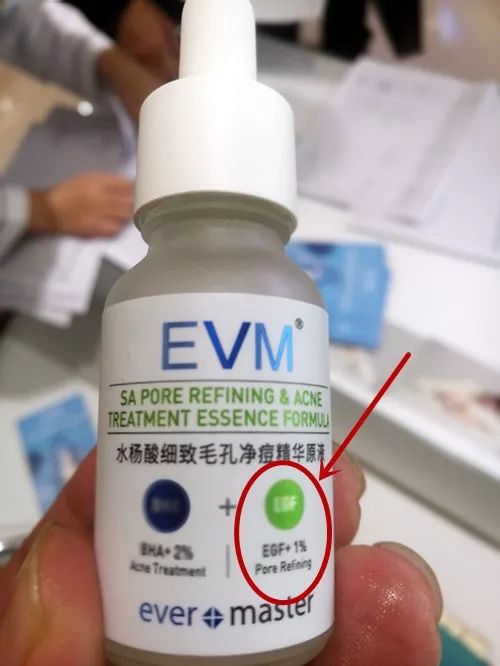 EVM®
SA PORE REFINING & ACNE
TREATMENT ESSENCE FORMULA
水杨酸细致毛孔净痘精华原液
BHA + EGF
BHA+ 2% | EGF+ 1%
Acne Treatment Pore Refining
ever master